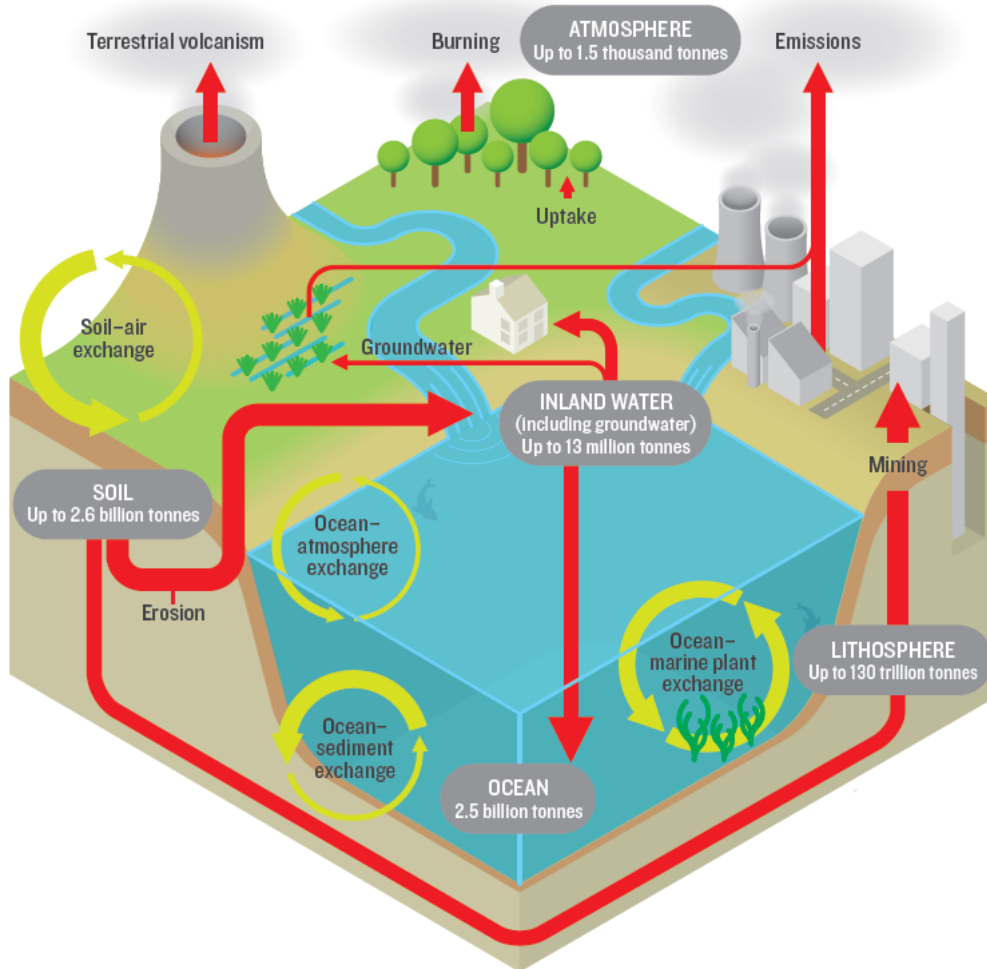 Terrestrial volcanism
Burning
ATMOSPHERE
Up to 1.5 thousand tonnes
Emissions
Uptake
Soil–air
exchange
Groundwater
INLAND WATER
(including groundwater)
Up to 13 million tonnes
Mining
SOIL
Up to 2.6 billion tonnes
Ocean–
atmosphere
exchange
Erosion
Ocean–
marine plant
exchange
LITHOSPHERE
Up to 130 trillion tonnes
Ocean–
sediment
exchange
OCEAN
2.5 billion tonnes